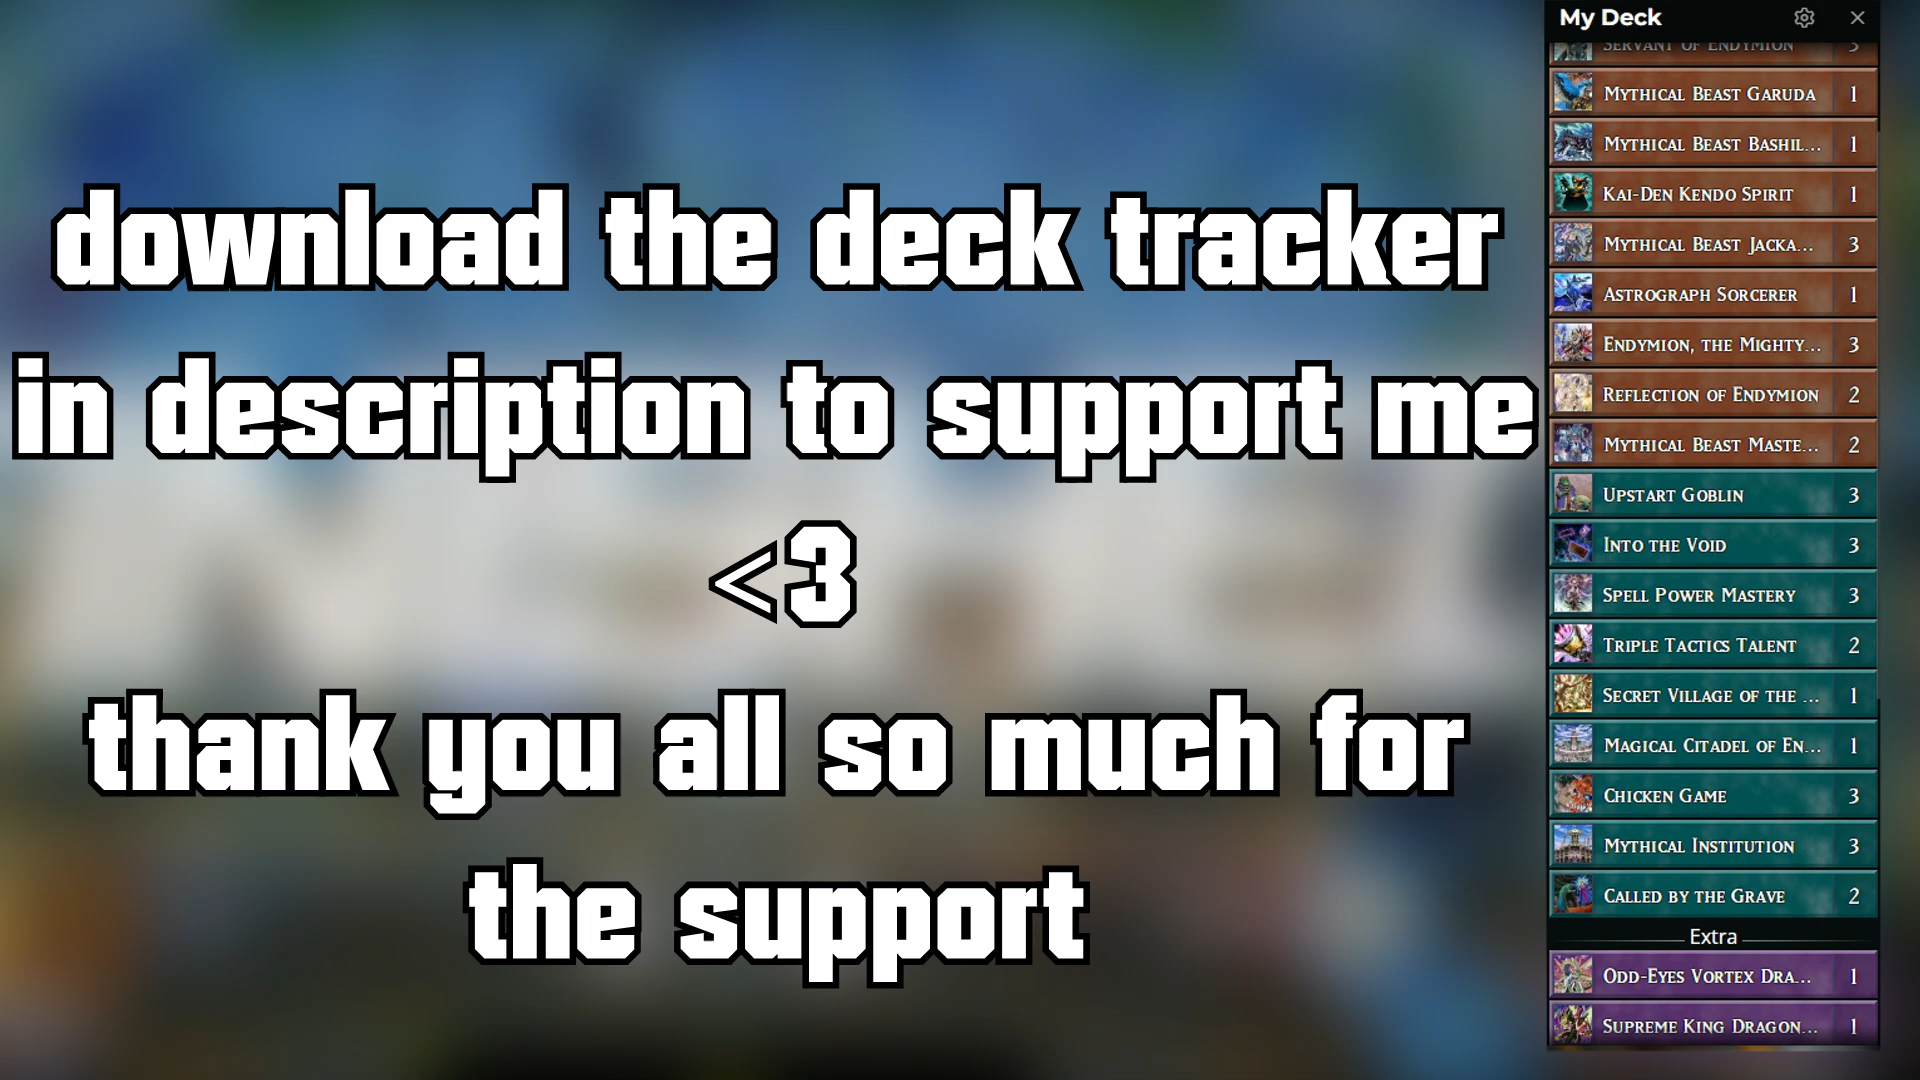 download the deck tracker
in description to support me
<3
thank you all so much for
the support
My Deck
Servant of Endymion 3
Mythical Beast Garuda 1
Mythical Beast Bashil... 1
Kai-Den Kendo Spirit 1
Mythical Beast Jacka... 3
Astrograph Sorcerer 1
Endymion, the Mighty... 3
Reflection of Endymion 2
Mythical Beast Maste... 2
Upstart Goblin 3
Into the Void 3
Spell Power Mastery 3
Triple Tactics Talent 2
Secret Village of the ... 1
Magical Citadel of En... 1
Chicken Game 3
Mythical Institution 3
Called by the Grave 2
Extra
Odd-Eyes Vortex Dra... 1
Supreme King Dragon... 1